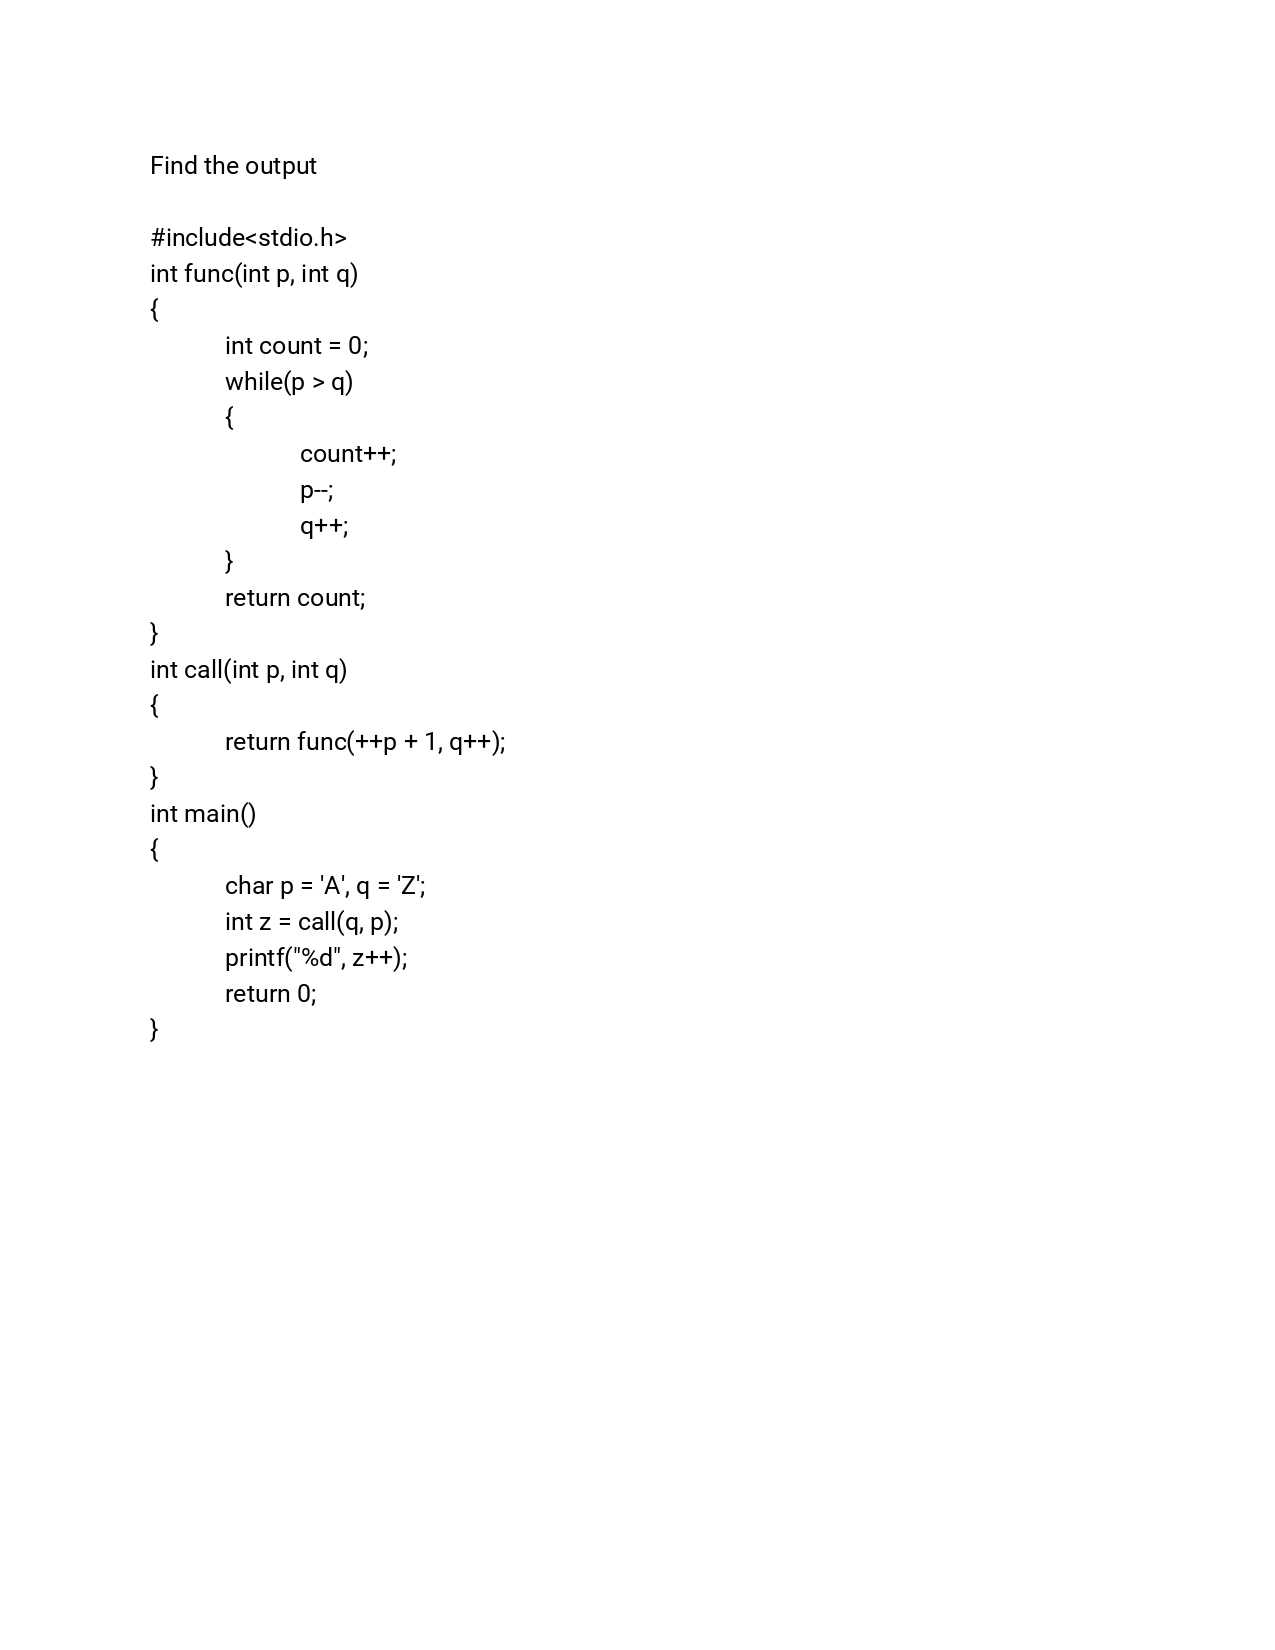 Find the output
#include<stdio.h>
int func(int p, int q)
{
int count = 0;
while(p > q)
{
count++;
p--;
q++;
}
return count;
}
int call(int p, int q)
{
return func(++p + 1, q++);
}
int main()
{
char p = 'A', q = 'Z';
int z = call(q, p);
printf("%d", z++);
return 0;
}